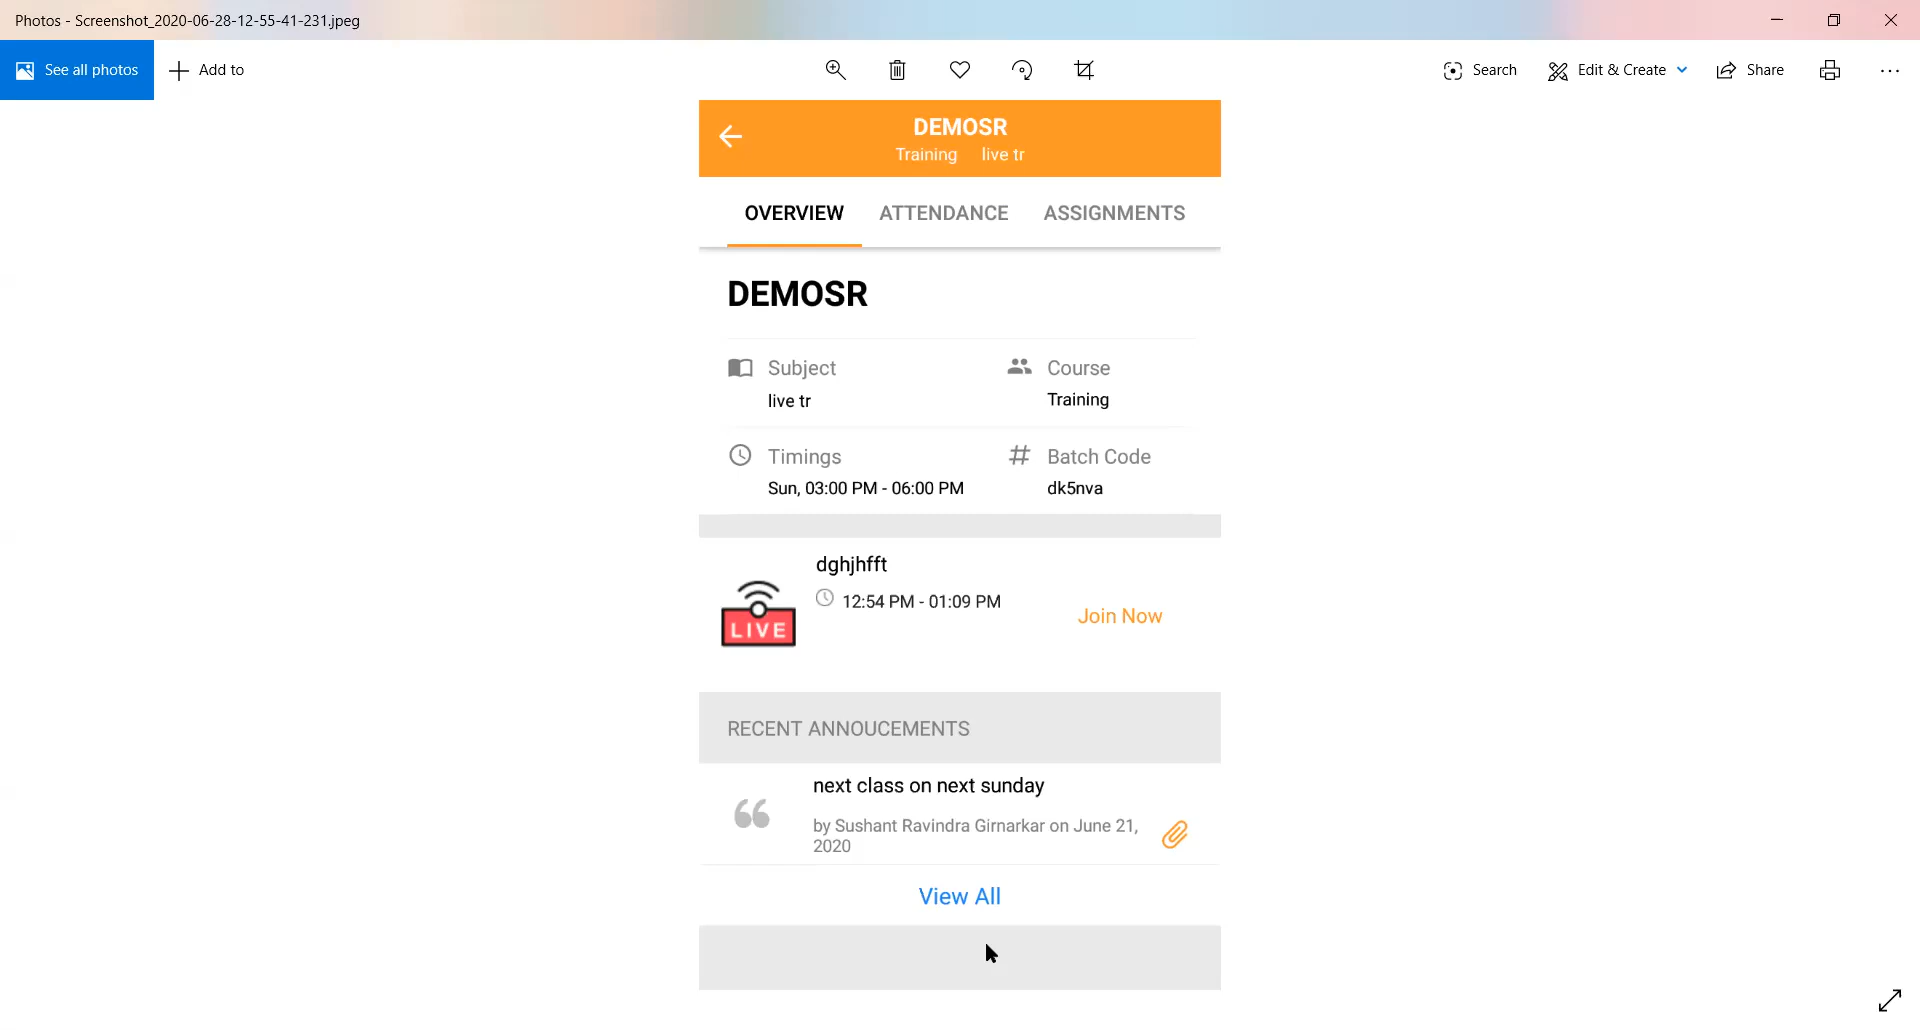 Photos - Screenshot_2020-06-28-12-55-41-231.jpeg
See all photos
Add to
Search
Edit & Create
Share
DEMOSR
Training live tr
OVERVIEW ATTENDANCE ASSIGNMENTS
DEMOSR
Subject Course
live tr Training
Timings # Batch Code
Sun, 03:00 PM - 06:00 PM dk5nva
dghjhfft
12:54 PM - 01:09 PM
LIVE
Join Now
RECENT ANNOUCEMENTS
next class on next sunday
by Sushant Ravindra Girnarkar on June 21,
2020
View All